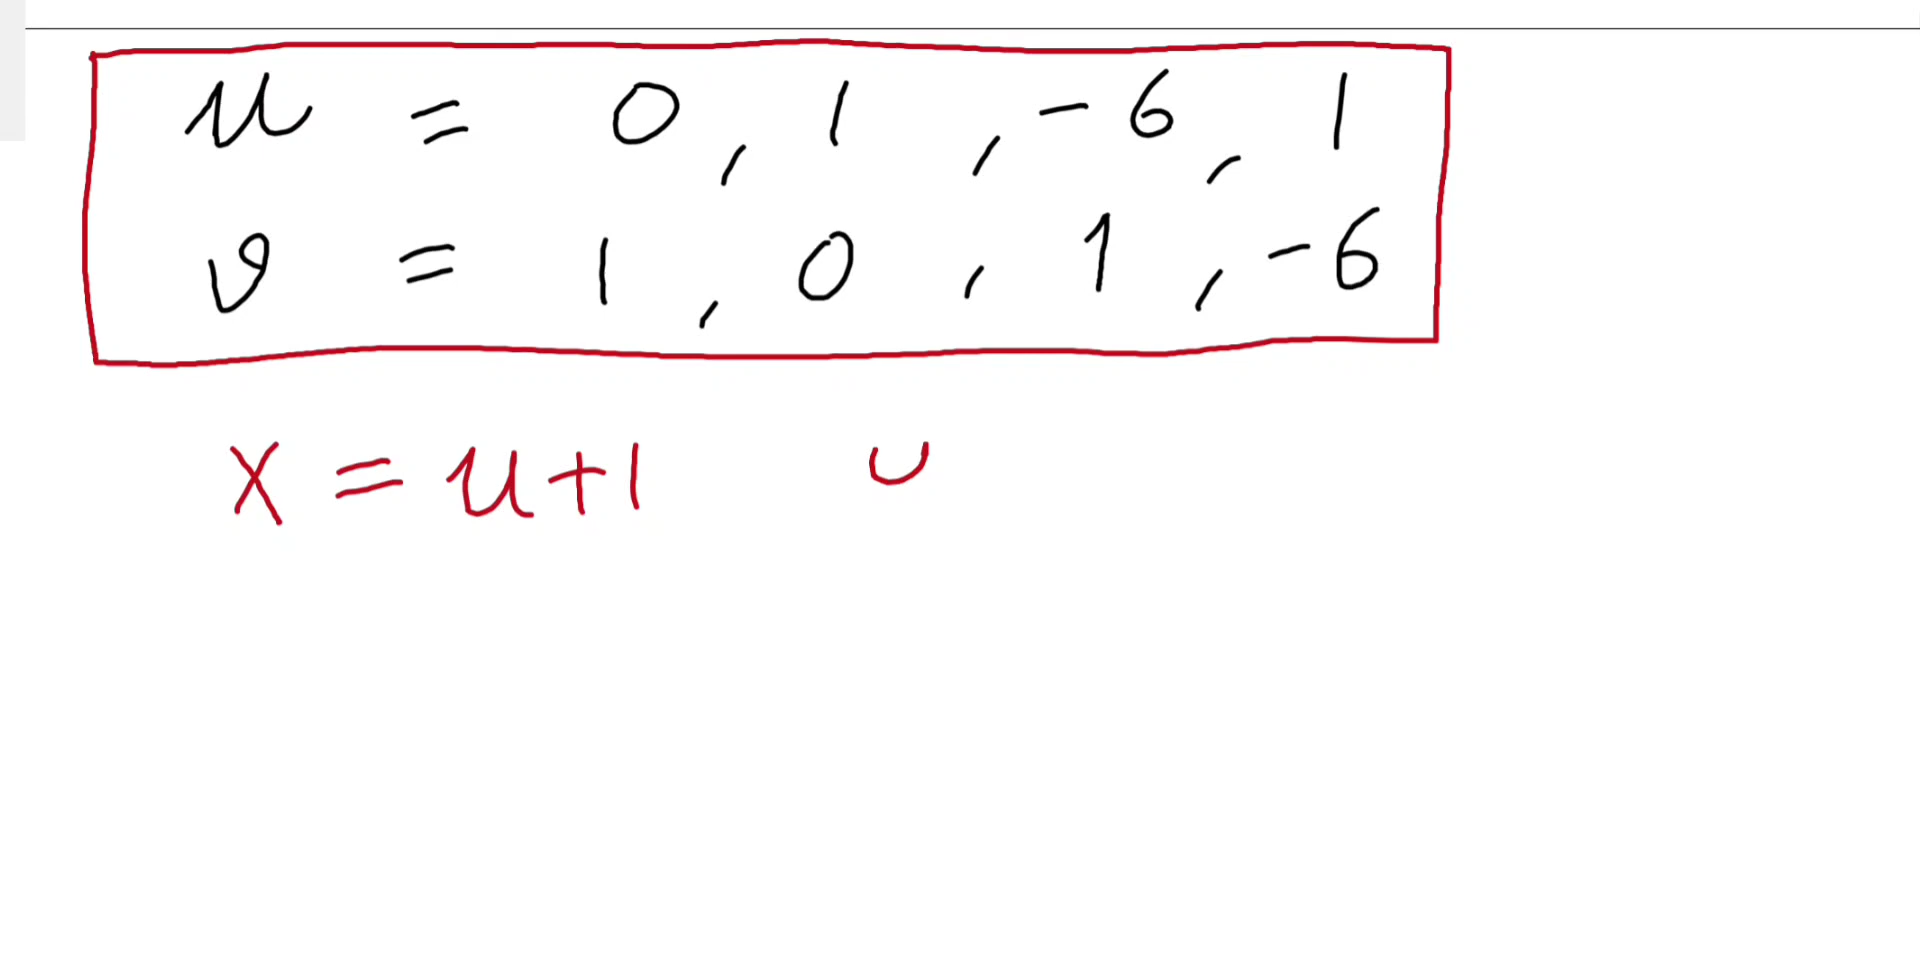 u = 0, 1, -6, 1
v = 1, 0, 1, -6
x = u+1